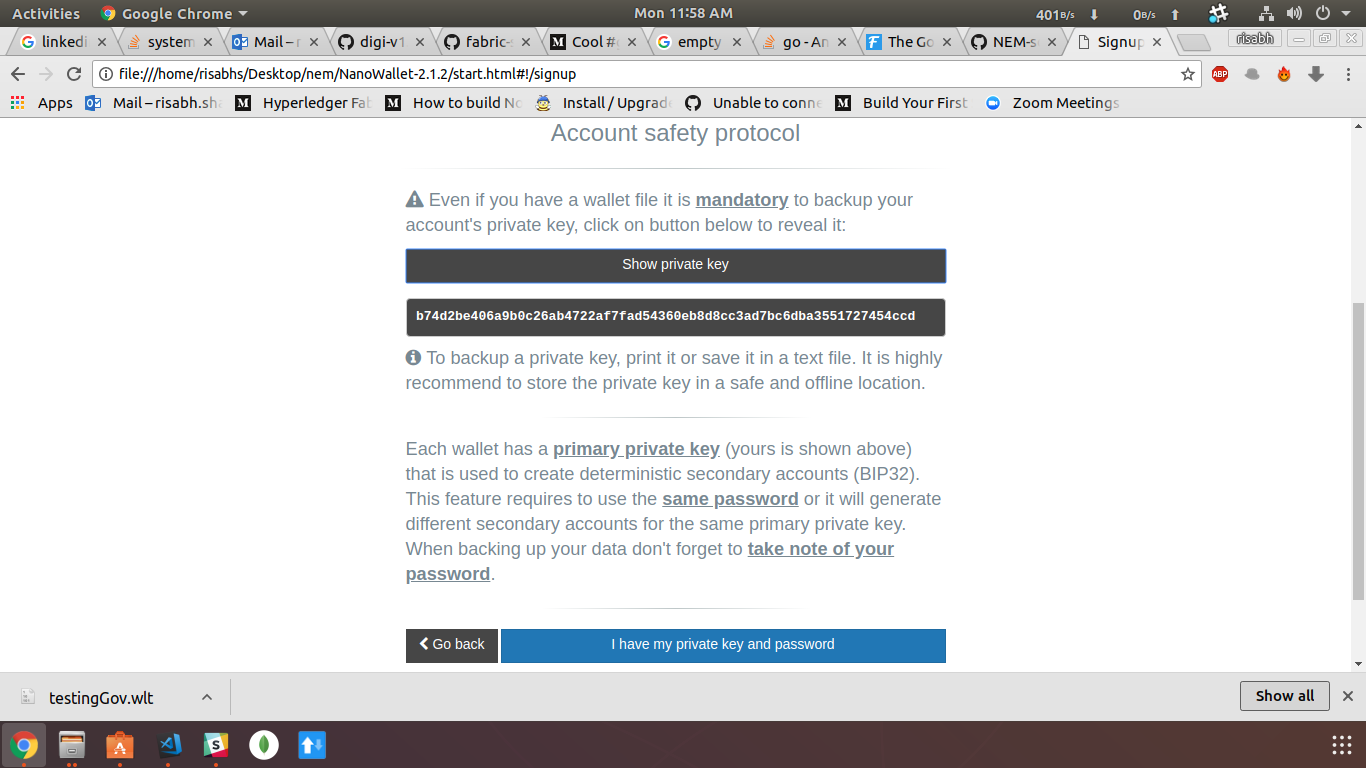 Activities Google Chrome Mon 11:58 AM 401B/s 0B/s
linkedi system Mail – r digi-v1 fabric- Cool # empty go - An The Go NEM-s Signup risabh
file:///home/risabhs/Desktop/nem/NanoWallet-2.1.2/start.html#!/signup ABP
Apps Mail – risabh.sha Hyperledger Fab How to build No Install / Upgrad Unable to conne Build Your First Zoom Meetings
Account safety protocol
Even if you have a wallet file it is mandatory to backup your
account's private key, click on button below to reveal it:
Show private key
b74d2be406a9b0c26ab4722af7fad54360eb8d8cc3ad7bc6dba3551727454ccd
To backup a private key, print it or save it in a text file. It is highly
recommend to store the private key in a safe and offline location.
Each wallet has a primary private key (yours is shown above)
that is used to create deterministic secondary accounts (BIP32).
This feature requires to use the same password or it will generate
different secondary accounts for the same primary private key.
When backing up your data don't forget to take note of your
password.
Go back I have my private key and password
testingGov.wlt Show all